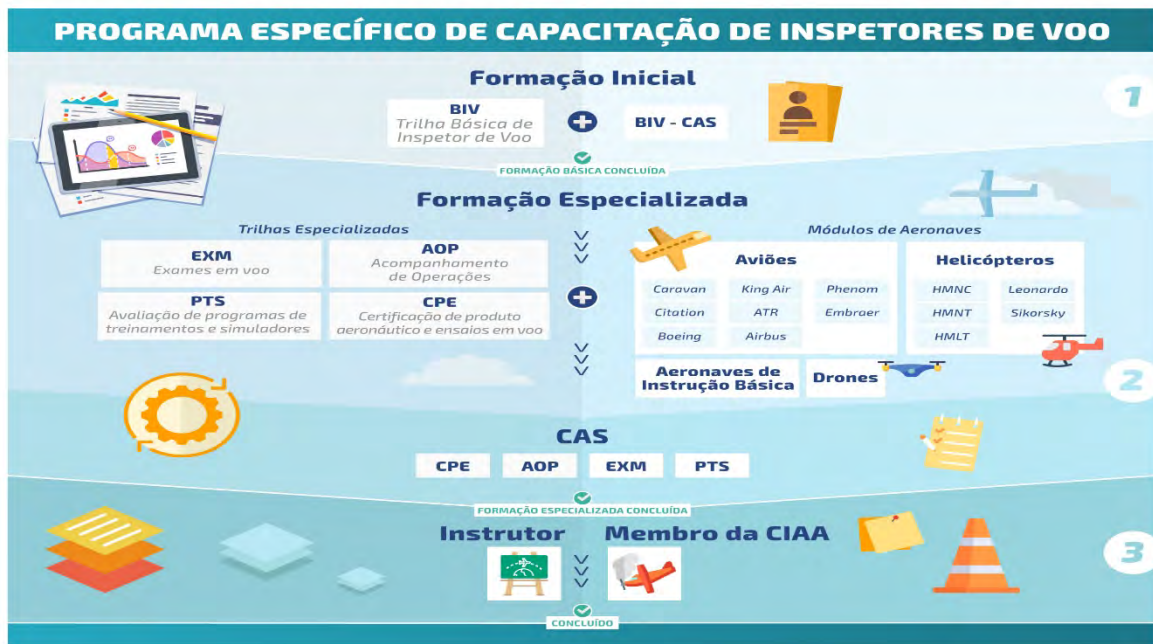 PROGRAMA ESPECÍFICO DE CAPACITAÇÃO DE INSPETORES DE VOO
Formação Inicial
1
BIV
Trilha Básica de
Inspetor de Voo
BIV - CAS
FORMAÇÃO BÁSICA CONCLUÍDA
Formação Especializada
Trilhas Especializadas
EXM
Exames em voo
AOP
Acompanhamento
de Operações
PTS
Avaliação de programas de
treinamentos e simuladores
CPE
Certificação de produto
aeronáutico e ensaios em voo
Módulos de Aeronaves
Aviões
Caravan King Air Phenom
Citation ATR Embraer
Boeing Airbus
Helicópteros
HMNC Leonardo
HMNT Sikorsky
HMLT
Aeronaves de
Instrução Básica
Drones
2
CAS
CPE AOP EXM PTS
FORMAÇÃO ESPECIALIZADA CONCLUÍDA
Instrutor
Membro da CIAA
3
CONCLUÍDO